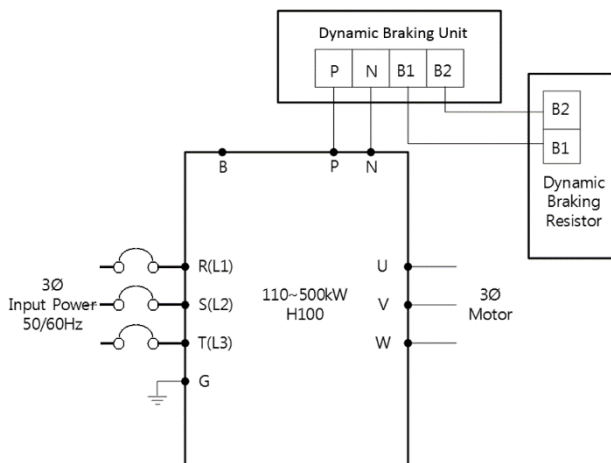 Dynamic Braking Unit
P N B1 B2
B2
B1
Dynamic
Braking
Resistor
B P N
R(L1)
S(L2)
T(L3)
G
3Ø
Input Power
50/60Hz
110~500kW
H100
U
V
W
3Ø
Motor